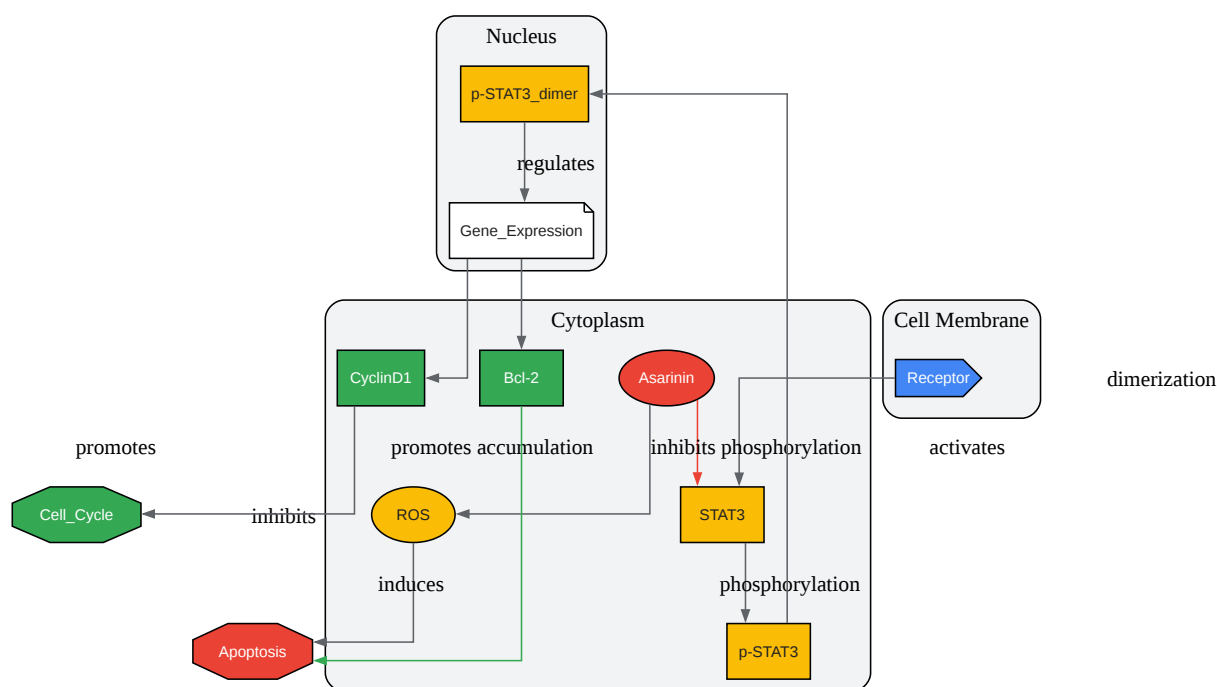 Nucleus
p-STAT3_dimer
regulates
Gene_Expression
Cytoplasm
Cell Membrane
CyclinD1
Bcl-2
Asarinin
Receptor
dimerization
promotes
promotes accumulation
inhibits phosphorylation
activates
Cell_Cycle
inhibits
ROS
STAT3
induces
phosphorylation
Apoptosis
p-STAT3